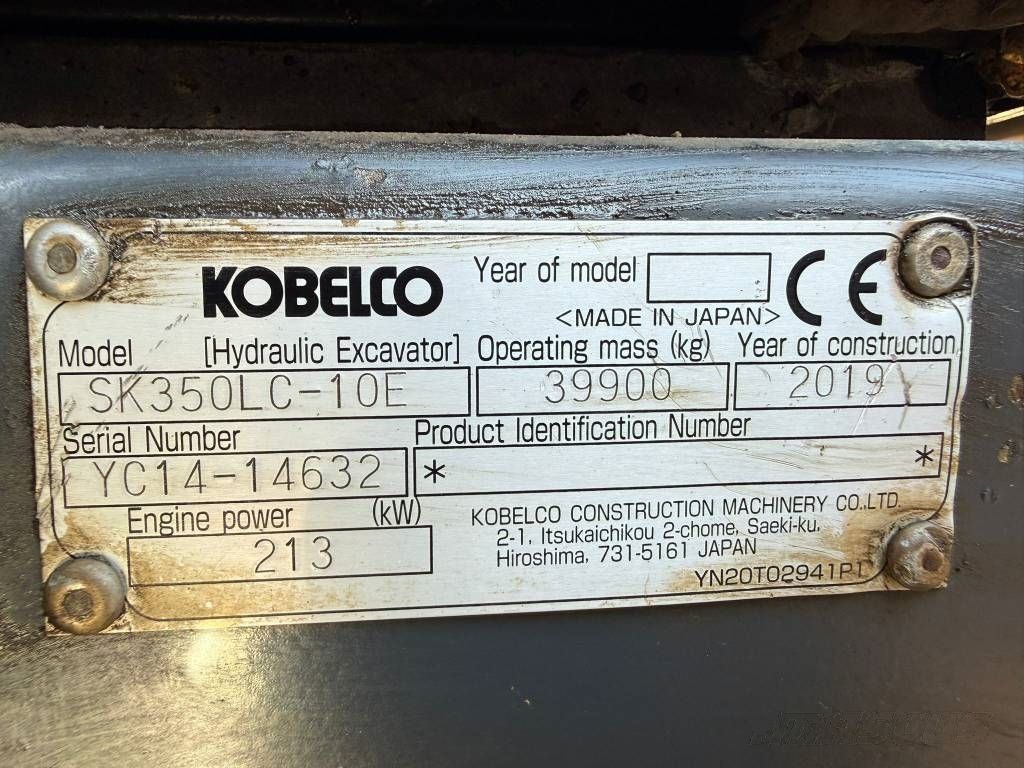 KOBELCO Year of model CE
<MADE IN JAPAN>
Model [Hydraulic Excavator] Operating mass (kg) Year of construction
SK350LC-10E 39900 2019
Serial Number Product Identification Number
YC14-14632 * *
Engine power (kW)
213
KOBELCO CONSTRUCTION MACHINERY CO.,LTD.
2-1, Itsukaichikou 2-chome, Saeki-ku,
Hiroshima, 731-5161 JAPAN
YN20T02941P1